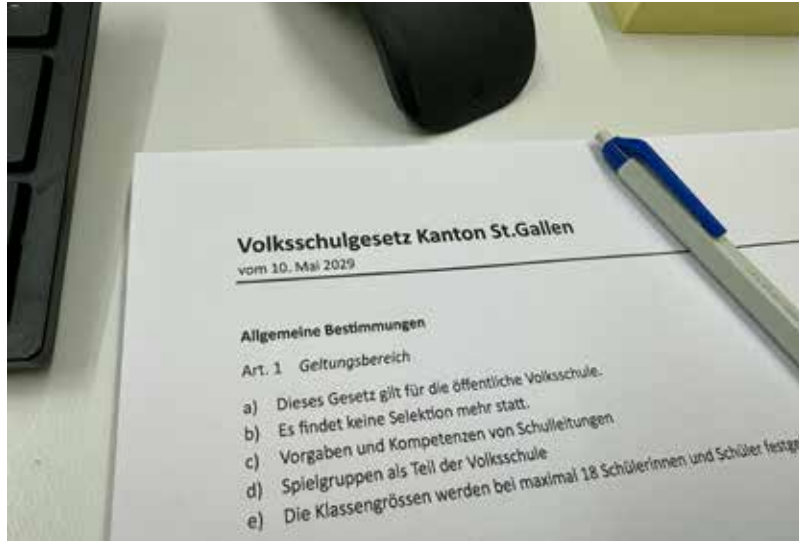 Volksschulgesetz Kanton St.Gallen
vom 10. Mai 2029
Allgemeine Bestimmungen
Art. 1 Geltungsbereich
a) Dieses Gesetz gilt für die öffentliche Volksschule.
b) Es findet keine Selektion mehr statt.
c) Vorgaben und Kompetenzen von Schulleitungen
d) Spielgruppen als Teil der Volksschule
e) Die Klassengrössen werden bei maximal 18 Schülerinnen und Schüler